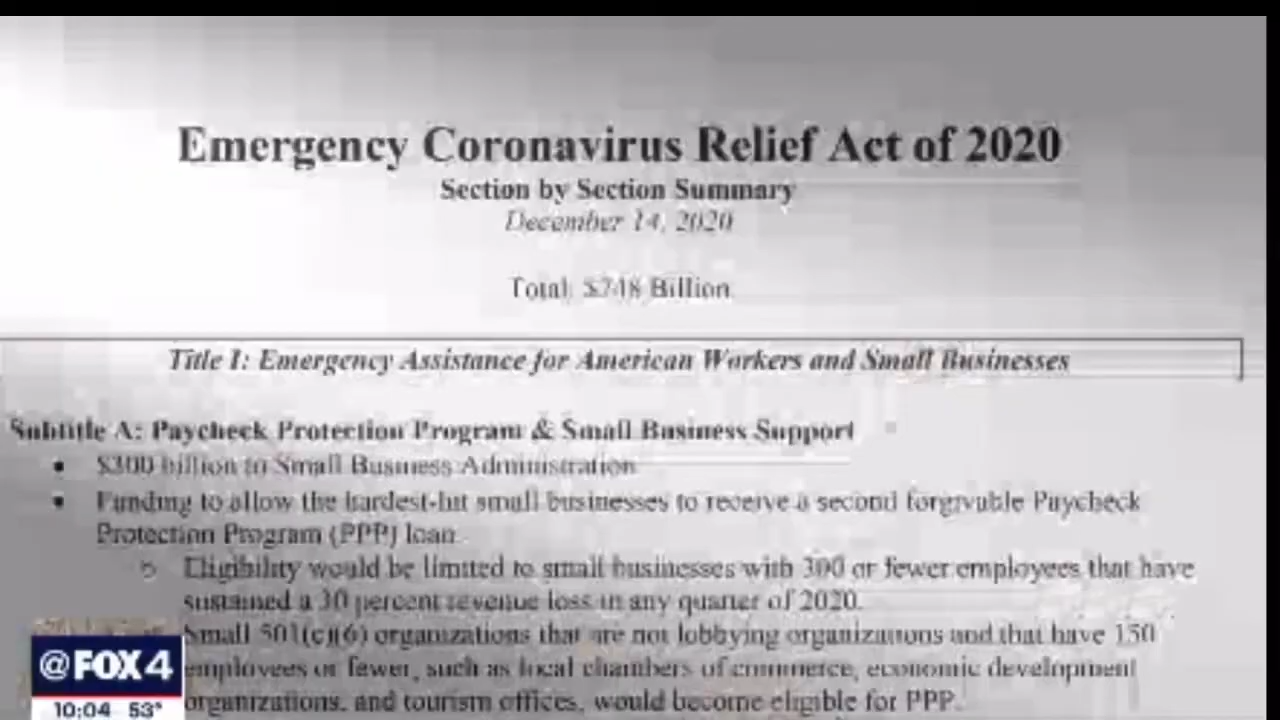 Emergency Coronavirus Relief Act of 2020
Section by Section Summary
December 14, 2020
Total: $748 Billion
Title I: Emergency Assistance for American Workers and Small Businesses
Subtitle A: Paycheck Protection Program & Small Business Support
• $300 billion to Small Business Administration
• Funding to allow the hardest-hit small businesses to receive a second forgivable Paycheck
Protection Program (PPP) loan.
o Eligibility would be limited to small businesses with 300 or fewer employees that have
sustained a 30 percent revenue loss in any quarter of 2020.
Small 501(c)(6) organizations that are not lobbying organizations and that have 150
employees or fewer, such as local chambers of commerce, economic development
organizations, and tourism offices, would become eligible for PPP.
@FOX 4
10:04 53°